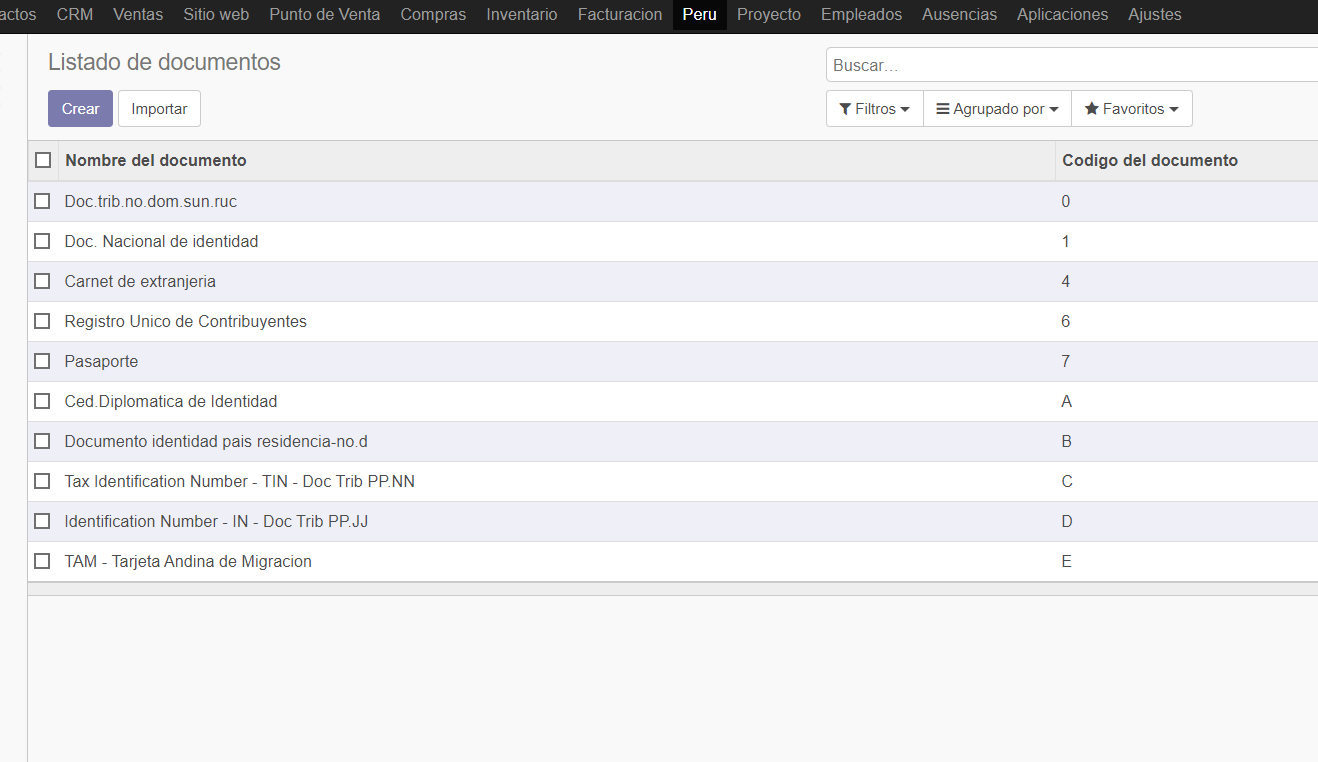 actos CRM Ventas Sitio web Punto de Venta Compras Inventario Facturacion Peru Proyecto Empleados Ausencias Aplicaciones Ajustes
Listado de documentos
Buscar...
Crear Importar
Filtros Agrupado por Favoritos
Nombre del documento Codigo del documento
Doc.trib.no.dom.sun.ruc 0
Doc. Nacional de identidad 1
Carnet de extranjeria 4
Registro Unico de Contribuyentes 6
Pasaporte 7
Ced.Diplomatica de Identidad A
Documento identidad pais residencia-no.d B
Tax Identification Number - TIN - Doc Trib PP.NN C
Identification Number - IN - Doc Trib PP.JJ D
TAM - Tarjeta Andina de Migracion E